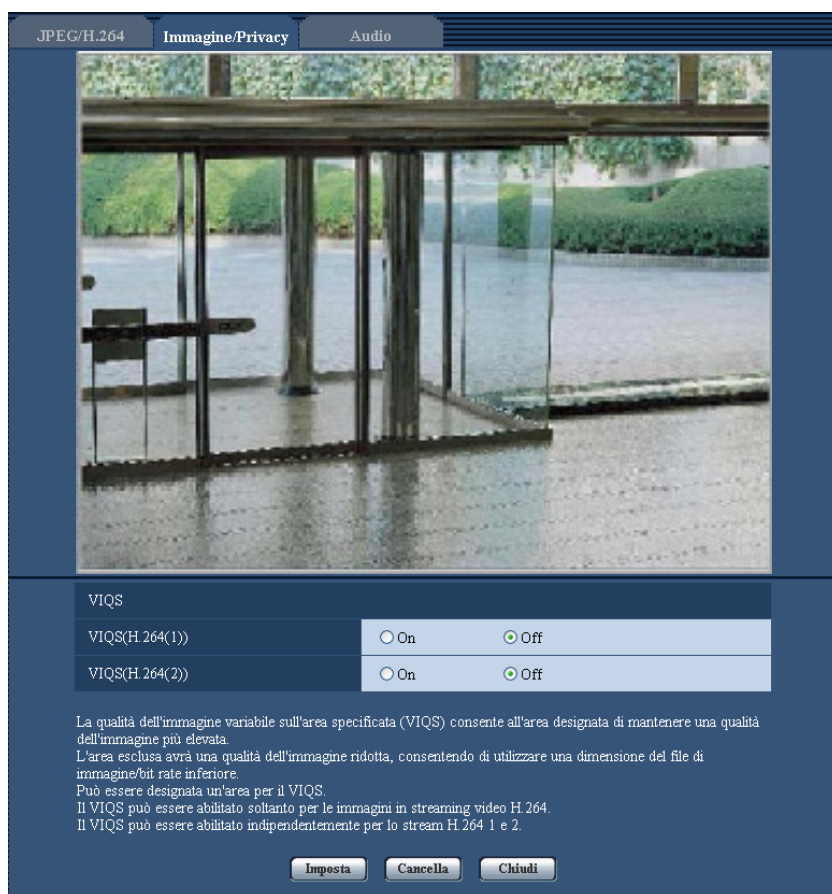 JPEG/H.264 Immagine/Privacy Audio
VIQS
VIQS(H.264(1)) On Off
VIQS(H.264(2)) On Off
La qualità dell'immagine variabile sull'area specificata (VIQS) consente all'area designata di mantenere una qualità
dell'immagine più elevata.
L'area esclusa avrà una qualità dell'immagine ridotta, consentendo di utilizzare una dimensione del file di
immagine/bit rate inferiore.
Può essere designata un'area per il VIQS.
Il VIQS può essere abilitato soltanto per le immagini in streaming video H.264.
Il VIQS può essere abilitato indipendentemente per lo stream H.264 1 e 2.
Imposta Cancella Chiudi